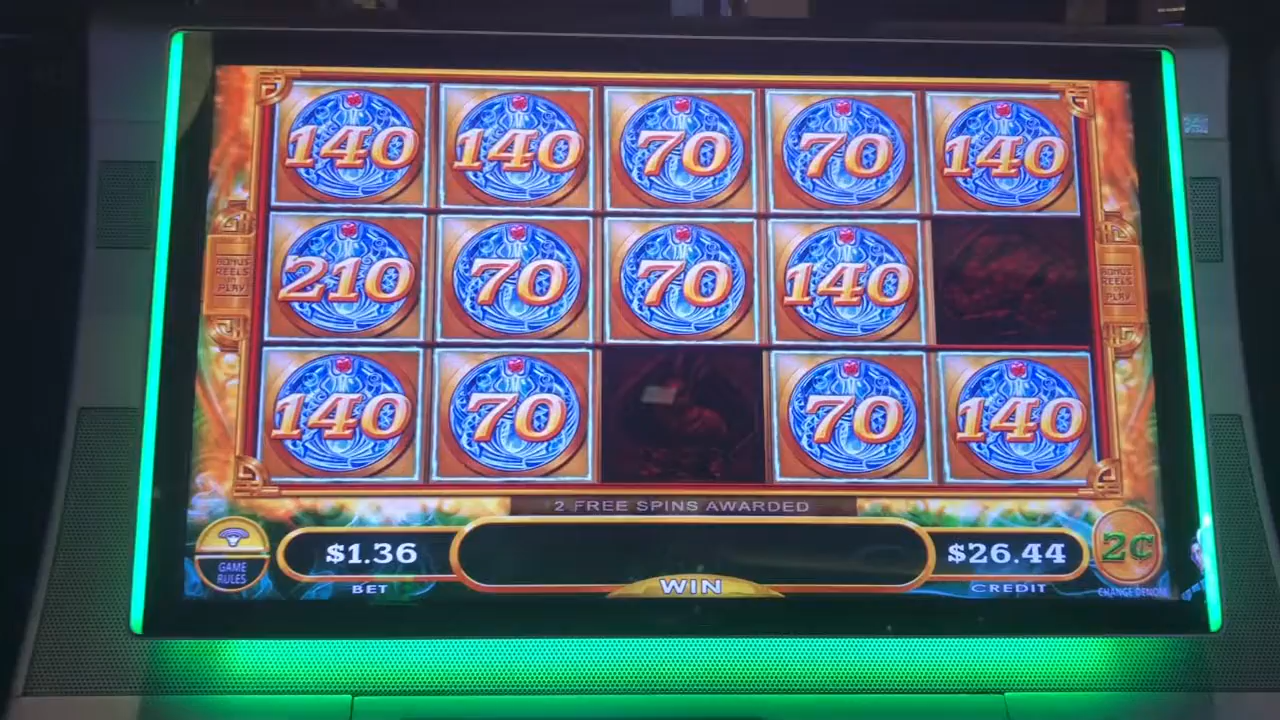 140 140 70 70 140
210 70 70 140
140 70 70 140
BONUS
REELS
IN
PLAY
BONUS
REELS
IN
PLAY
2 FREE SPINS AWARDED
GAME
RULES
$1.36
BET
WIN
$26.44
CREDIT
2¢
CHANGE DENOM